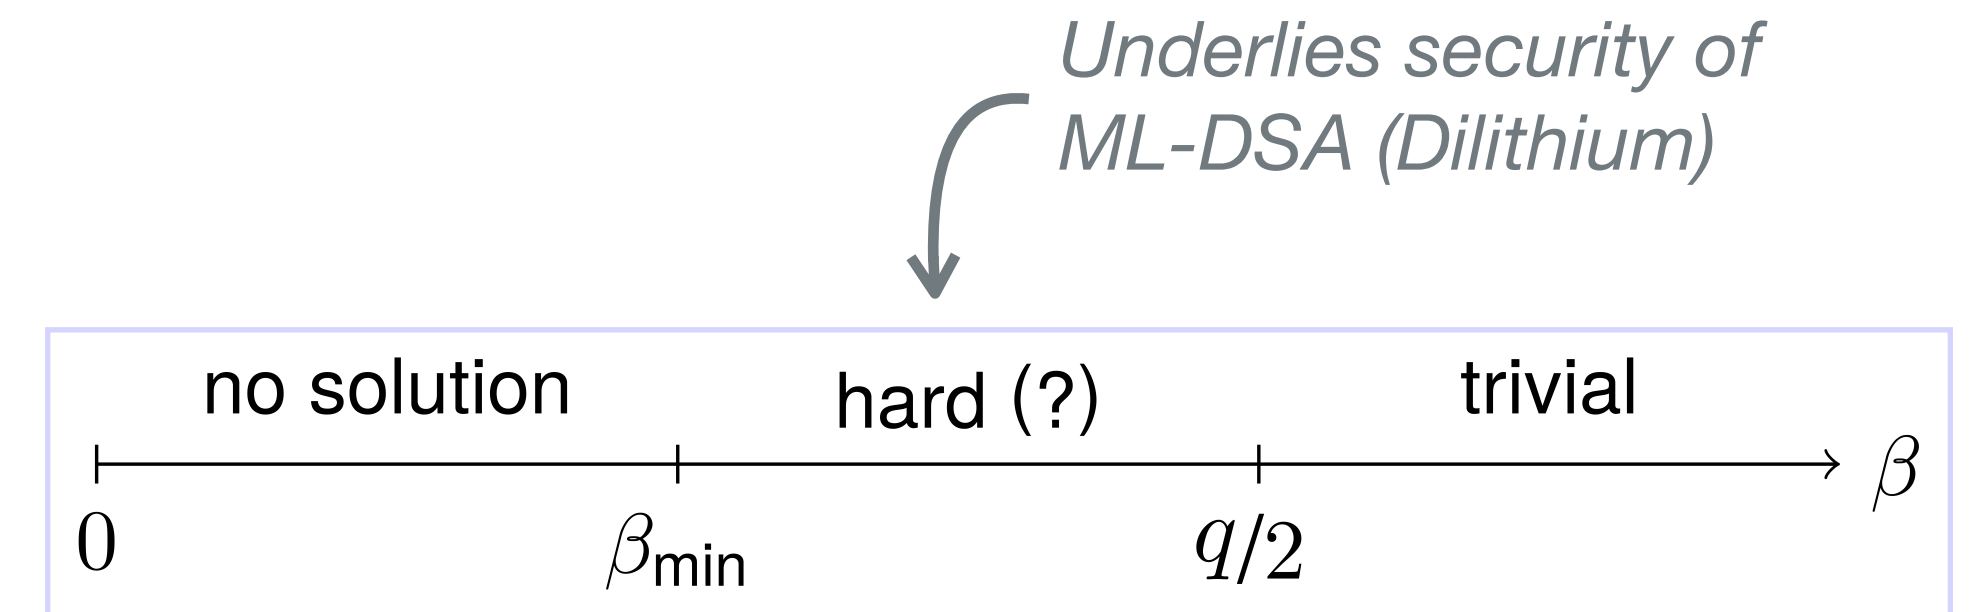 Underlies security of
ML-DSA (Dilithium)
no solution hard (?) trivial
β
0 βmin q/2